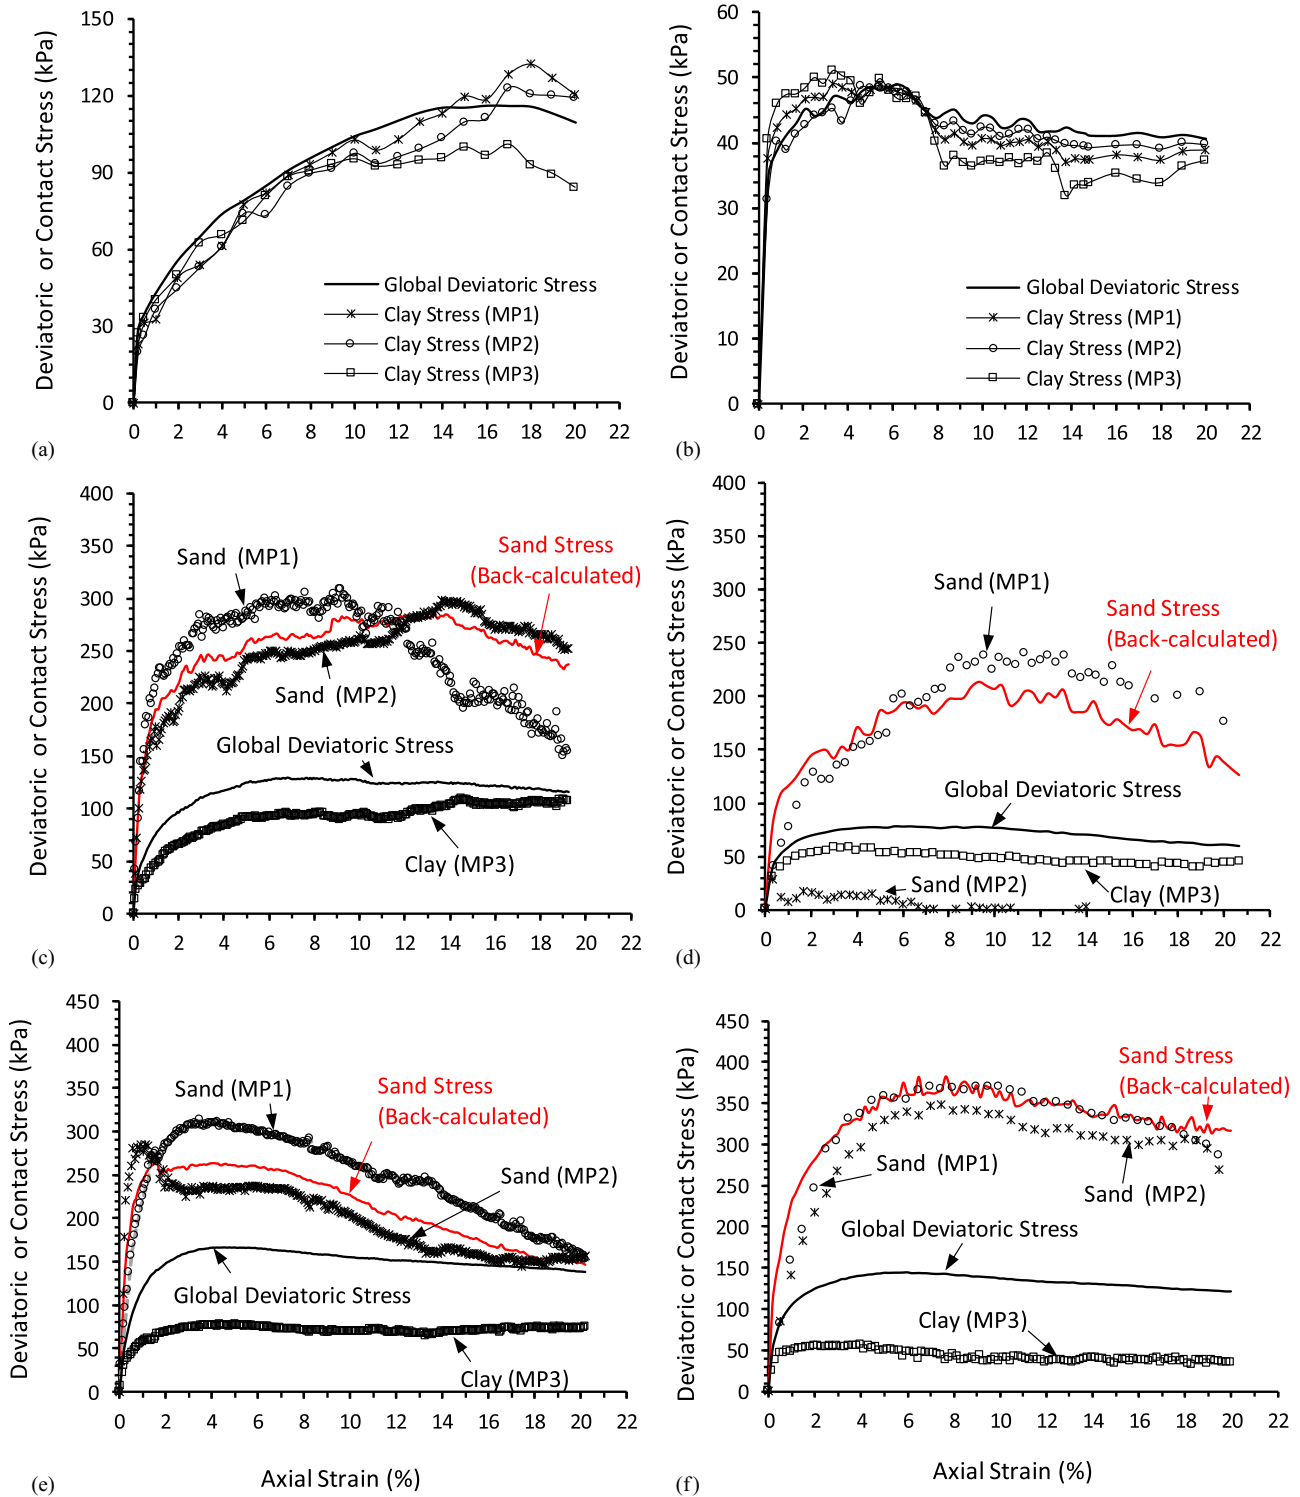 150
120
90
60
30
0
0 2 4 6 8 10 12 14 16 18 20 22
Deviatoric or Contact Stress (kPa)
Global Deviatoric Stress
Clay Stress (MP1)
Clay Stress (MP2)
Clay Stress (MP3)
(a)
60
50
40
30
20
10
0
0 2 4 6 8 10 12 14 16 18 20 22
Deviatoric or Contact Stress (kPa)
Global Deviatoric Stress
Clay Stress (MP1)
Clay Stress (MP2)
Clay Stress (MP3)
(b)
400
350
300
250
200
150
100
50
0
0 2 4 6 8 10 12 14 16 18 20 22
Deviatoric or Contact Stress (kPa)
Sand (MP1)
Sand Stress
(Back-calculated)
Sand (MP2)
Global Deviatoric Stress
Clay (MP3)
(c)
400
350
300
250
200
150
100
50
0
0 2 4 6 8 10 12 14 16 18 20 22
Deviatoric or Contact Stress (kPa)
Sand (MP1)
Sand Stress
(Back-calculated)
Global Deviatoric Stress
Sand (MP2)
Clay (MP3)
(d)
450
400
350
300
250
200
150
100
50
0
0 2 4 6 8 10 12 14 16 18 20 22
Deviatoric or Contact Stress (kPa)
Sand (MP1)
Sand Stress
(Back-calculated)
Sand (MP2)
Global Deviatoric Stress
Clay (MP3)
Axial Strain (%)
(e)
450
400
350
300
250
200
150
100
50
0
0 2 4 6 8 10 12 14 16 18 20 22
Deviatoric or Contact Stress (kPa)
Sand Stress
(Back-calculated)
Sand (MP1)
Sand (MP2)
Global Deviatoric Stress
Clay (MP3)
Axial Strain (%)
(f)